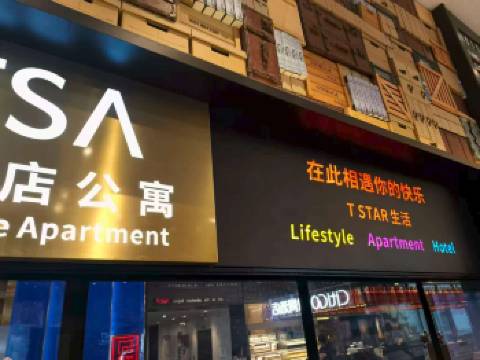 TSA
店公寓
e Apartment
在此相遇你的快乐
T STAR 生活
Lifestyle Apartment Hotel